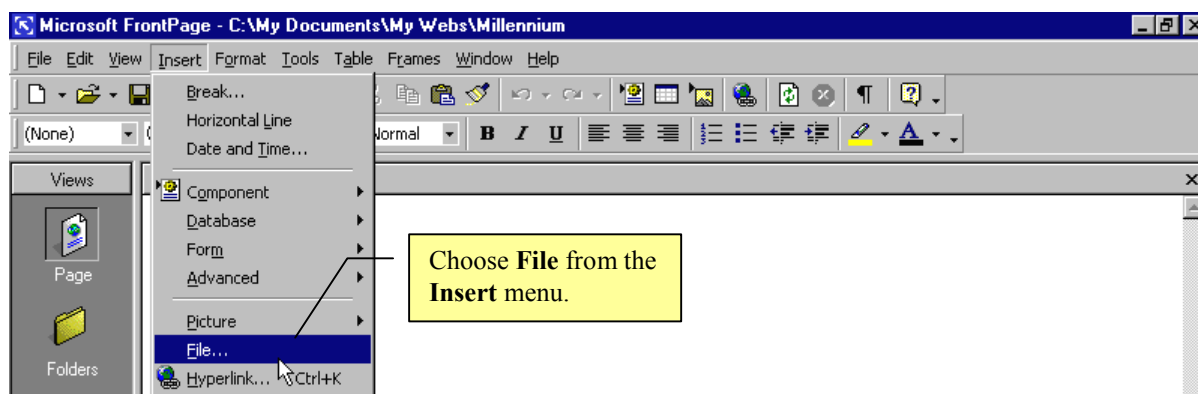 Microsoft FrontPage - C:\My Documents\My Webs\Millennium
File Edit View Insert Format Tools Table Frames Window Help
(None) Normal B I U A
Views
Page
Folders
Break...
Horizontal Line
Date and Time...
Component
Database
Form
Advanced
Picture
File...
Hyperlink... Ctrl+K
Choose File from the
Insert menu.